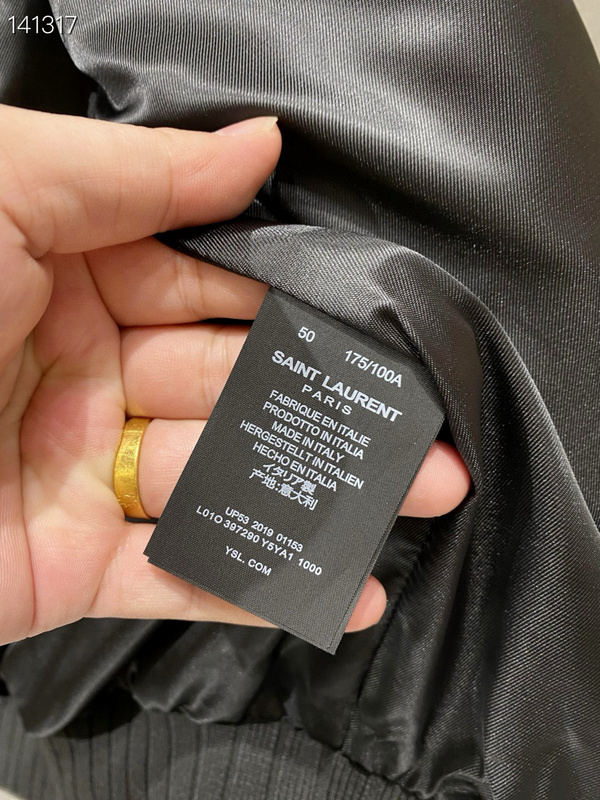 141317
50 175/100A
SAINT LAURENT
PARIS
FABRIQUE EN ITALIE
PRODOTTO IN ITALIA
MADE IN ITALY
HERGESTELLT IN ITALIEN
HECHO EN ITALIA
イタリア製
产地:意大利
UP53 2019 01153
L01O 397290 Y5YA1 1000
YSL. COM